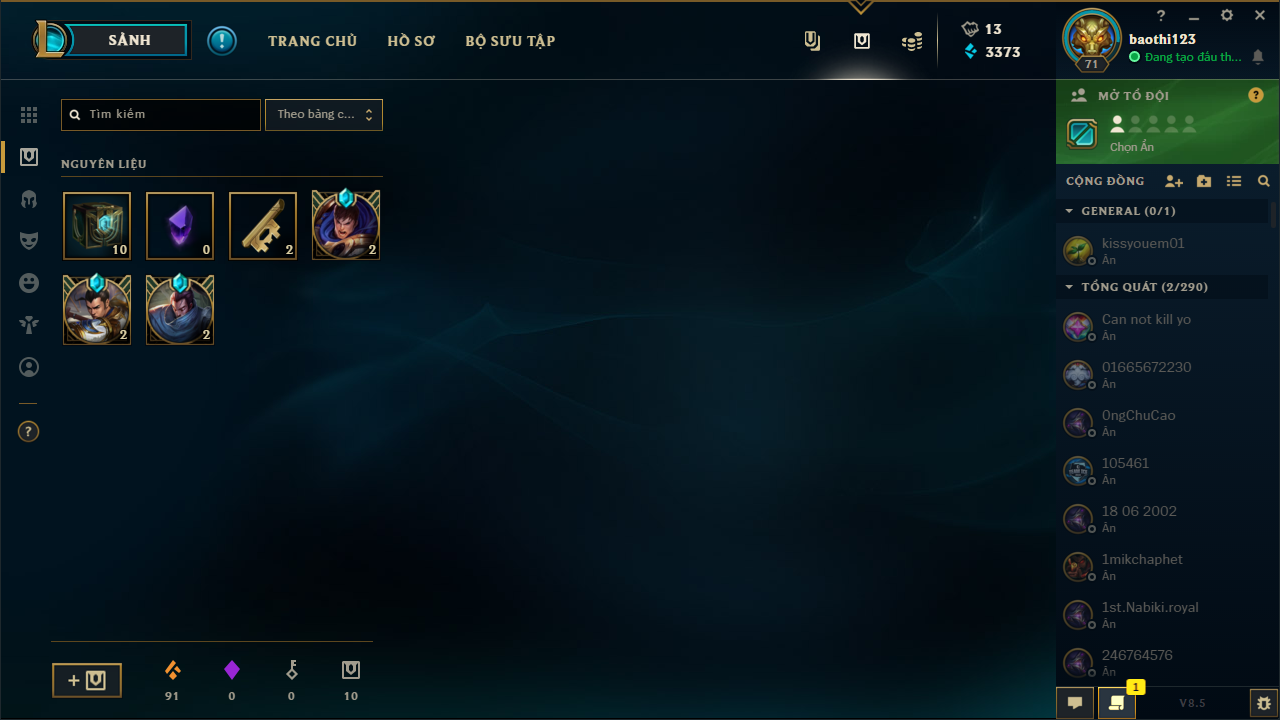 SẢNH
TRANG CHỦ
HỒ SƠ
BỘ SƯU TẬP
13
3373
71
baothi123
Đang tạo đấu th...
Tìm kiếm
Theo bảng c...
NGUYÊN LIỆU
10
0
2
2
2
2
91
0
0
10
MỞ TỔ ĐỘI
?
Chọn Ẩn
CỘNG ĐỒNG
GENERAL (0/1)
kissyouem01
Ẩn
TỔNG QUÁT (2/290)
Can not kill yo
Ẩn
01665672230
Ẩn
0ngChuCao
Ẩn
105461
Ẩn
18 06 2002
Ẩn
1mikchaphet
Ẩn
1st.Nabiki.royal
Ẩn
246764576
Ẩn
1
V8.5